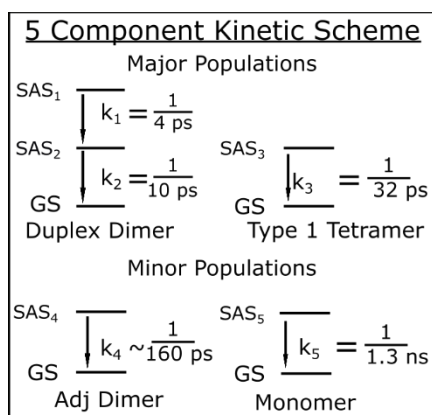 5 Component Kinetic Scheme
Major Populations
SAS₁
k₁ = 1/4 ps
SAS₂
k₂ = 1/10 ps
GS
Duplex Dimer
SAS₃
k₃ = 1/32 ps
GS
Type 1 Tetramer
Minor Populations
SAS₄
k₄ ~ 1/160 ps
GS
Adj Dimer
SAS₅
k₅ = 1/1.3 ns
GS
Monomer